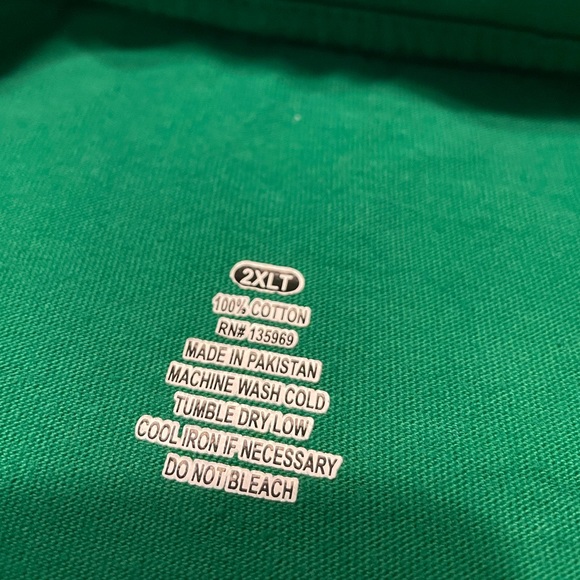 2XLT
100% COTTON
RN# 135969
MADE IN PAKISTAN
MACHINE WASH COLD
TUMBLE DRY LOW
COOL IRON IF NECESSARY
DO NOT BLEACH